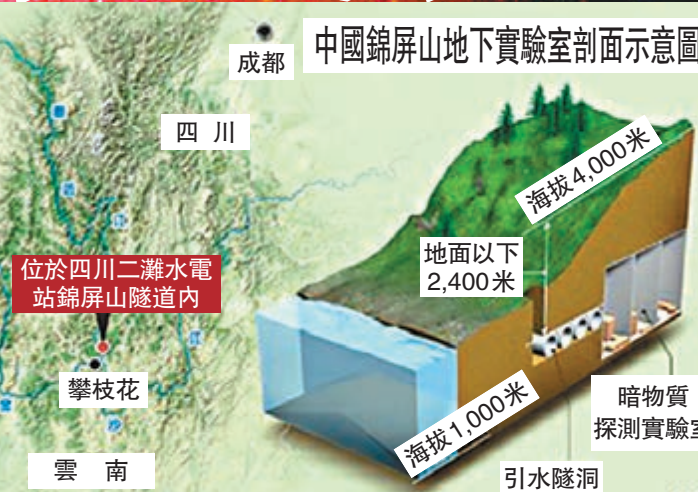 中國錦屏山地下實驗室剖面示意圖
成都
四川
海拔4,000米
地面以下
2,400米
位於四川二灘水電
站錦屏山隧道內
江
攀枝花
沙
海拔1,000米
暗物質
探測實驗室
雲南
引水隧洞